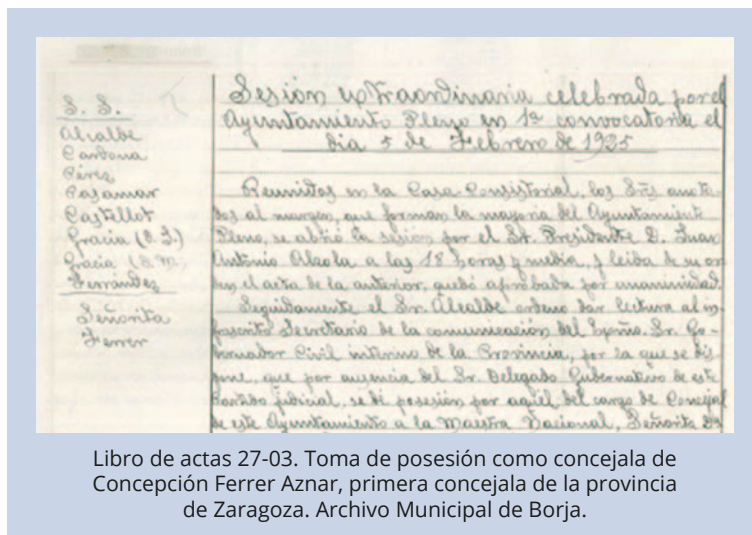 S. S.
Alcalde
Cardona
Pérez
Casamar
Castellot
Gracia (B. J.)
Gracia (B. M.)
Ferrández
Señorita
Ferrer
Sesión extraordinaria celebrada por el
Ayuntamiento Pleno en 1ª convocatoria el
dia 5 de Febrero de 1925
Reunidos en la Casa Consistorial, los Sres anota-
dos al margen, que forman la mayoria del Ayuntamiento
Pleno, se abrió la sesión por el Sr. Presidente D. Juan
Antonio a las 18 horas y media, y leida de su or-
den el acta de la anterior, quedó aprobada por unanimidad.
Seguidamente el Sr. Alcalde ordeno dar lectura al in-
frascrito Secretario de la comunicación del Excmo. Sr. Go-
bernador Civil interino de la Provincia, por la que se dis-
pone, que por ausencia del Sr. Delegado Gubernativo de este
Partido judicial, se dé posesión por aquél del cargo de Concejal
de este Ayuntamiento a la Maestra Nacional, Señorita Dª
Libro de actas 27-03. Toma de posesión como concejala de
Concepción Ferrer Aznar, primera concejala de la provincia
de Zaragoza. Archivo Municipal de Borja.